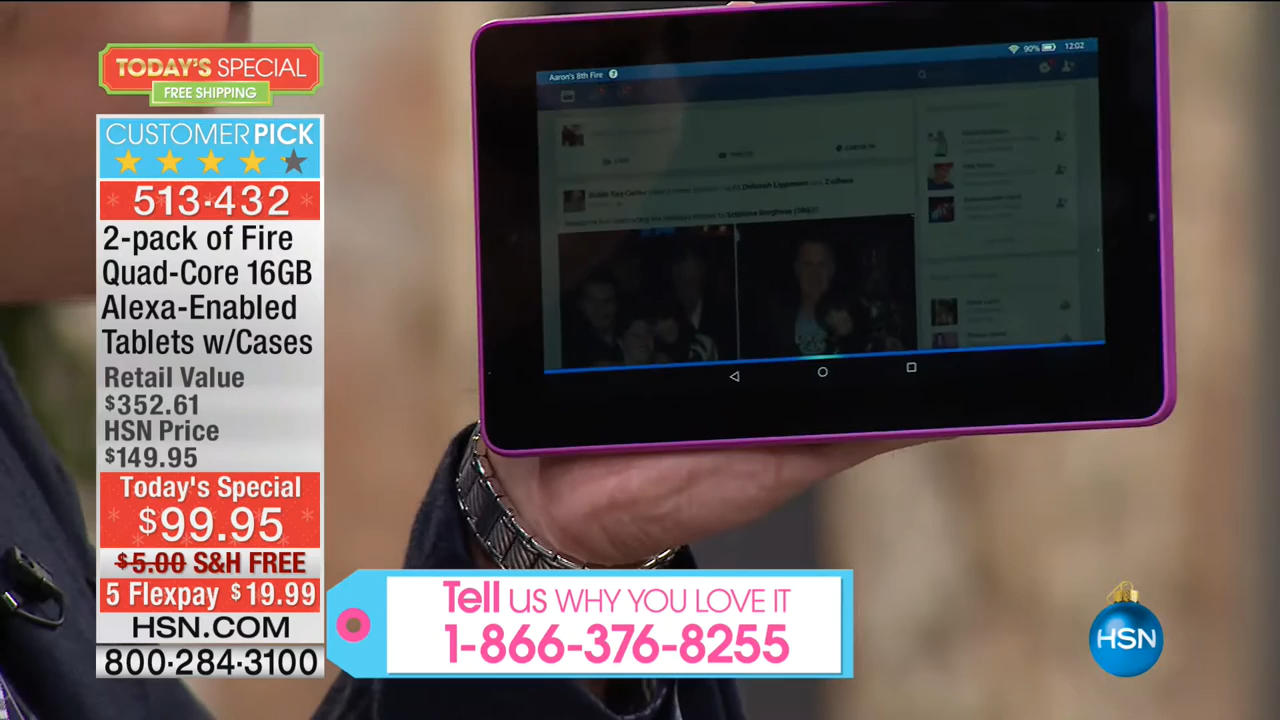 TODAY'S SPECIAL
FREE SHIPPING
CUSTOMER PICK
513-432
2-pack of Fire
Quad-Core 16GB
Alexa-Enabled
Tablets w/Cases
Retail Value
$352.61
HSN Price
$149.95
Today's Special
$99.95
$5.00 S&H FREE
5 Flexpay $19.99
HSN.COM
800-284-3100
Aaron's 8th Fire
90% 12:02
Tell us WHY YOU LOVE IT
1-866-376-8255
HSN